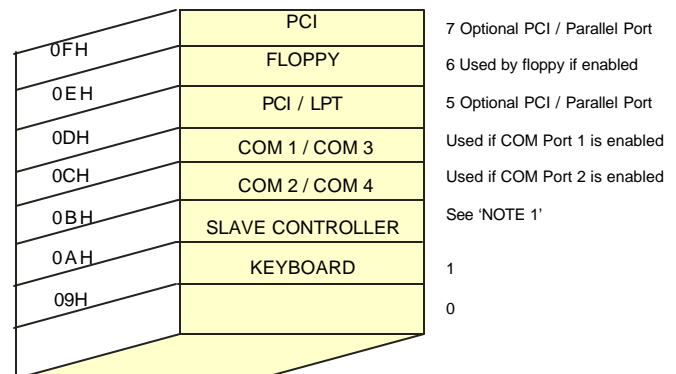 PCI
7 Optional PCI / Parallel Port
0FH
FLOPPY
6 Used by floppy if enabled
0EH
PCI / LPT
5 Optional PCI / Parallel Port
0DH
COM 1 / COM 3
Used if COM Port 1 is enabled
0CH
COM 2 / COM 4
Used if COM Port 2 is enabled
0BH
SLAVE CONTROLLER
See ‘NOTE 1’
0AH
KEYBOARD
1
09H
0